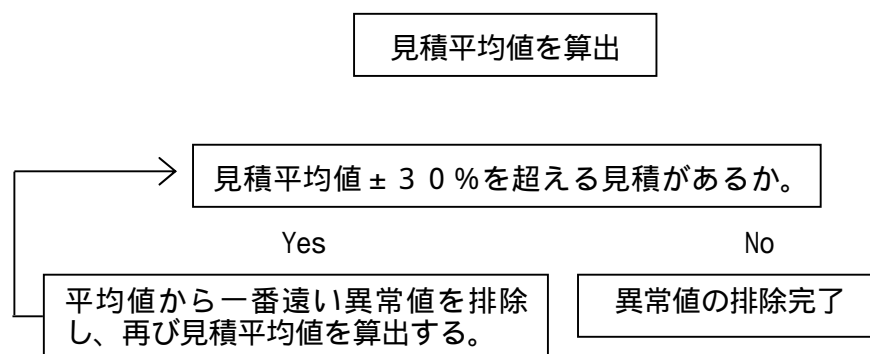 見積平均値を算出
見積平均値±３０％を超える見積があるか。
Yes
No
平均値から一番遠い異常値を排除
し、再び見積平均値を算出する。
異常値の排除完了